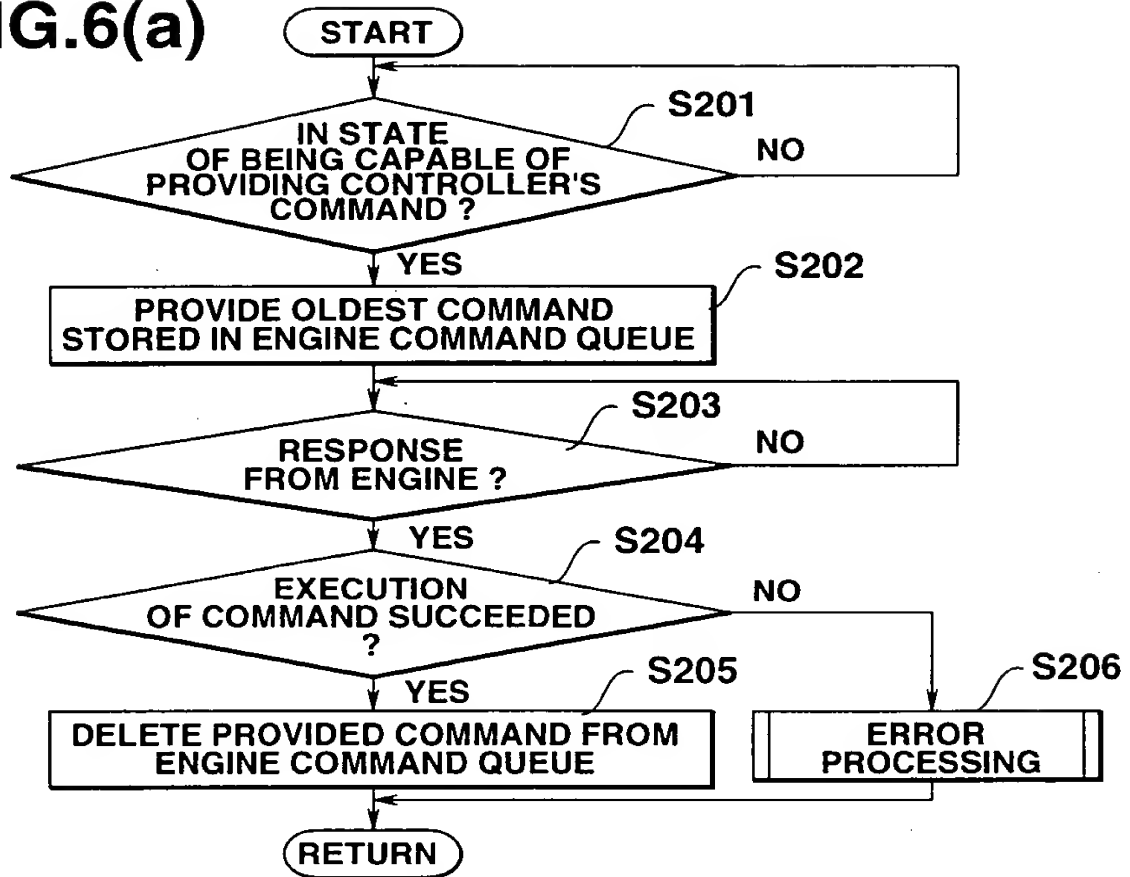 IG.6(a)
START
S201
IN STATE
OF BEING CAPABLE OF
PROVIDING CONTROLLER'S
COMMAND ?
NO
YES
S202
PROVIDE OLDEST COMMAND
STORED IN ENGINE COMMAND QUEUE
S203
RESPONSE
FROM ENGINE ?
NO
YES
S204
EXECUTION
OF COMMAND SUCCEEDED
?
NO
YES
S205
DELETE PROVIDED COMMAND FROM
ENGINE COMMAND QUEUE
S206
ERROR
PROCESSING
RETURN